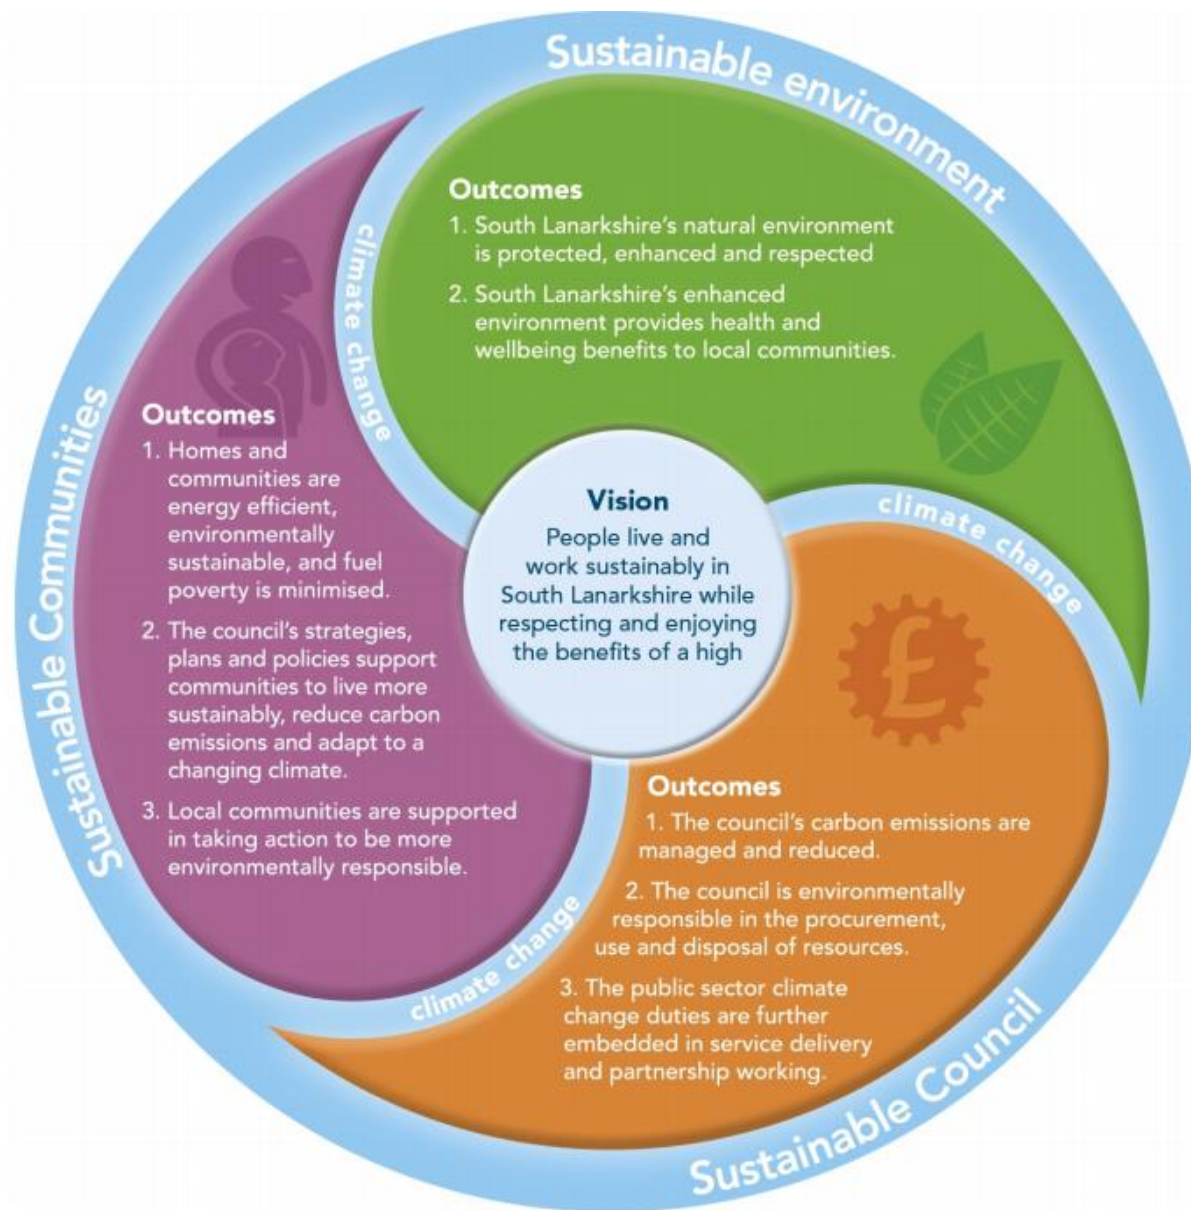 Sustainable environment
Outcomes
1. South Lanarkshire's natural environment
is protected, enhanced and respected
2. South Lanarkshire's enhanced
environment provides health and
wellbeing benefits to local communities.
climate change
Sustainable Communities
Outcomes
1. Homes and
communities are
energy efficient,
environmentally
sustainable, and fuel
poverty is minimised.
2. The council's strategies,
plans and policies support
communities to live more
sustainably, reduce carbon
emissions and adapt to a
changing climate.
3. Local communities are supported
in taking action to be more
environmentally responsible.
Vision
People live and
work sustainably in
South Lanarkshire while
respecting and enjoying
the benefits of a high
climate change
£
Outcomes
1. The council's carbon emissions are
managed and reduced.
2. The council is environmentally
responsible in the procurement,
use and disposal of resources.
3. The public sector climate
change duties are further
embedded in service delivery
and partnership working.
climate change
Sustainable Council